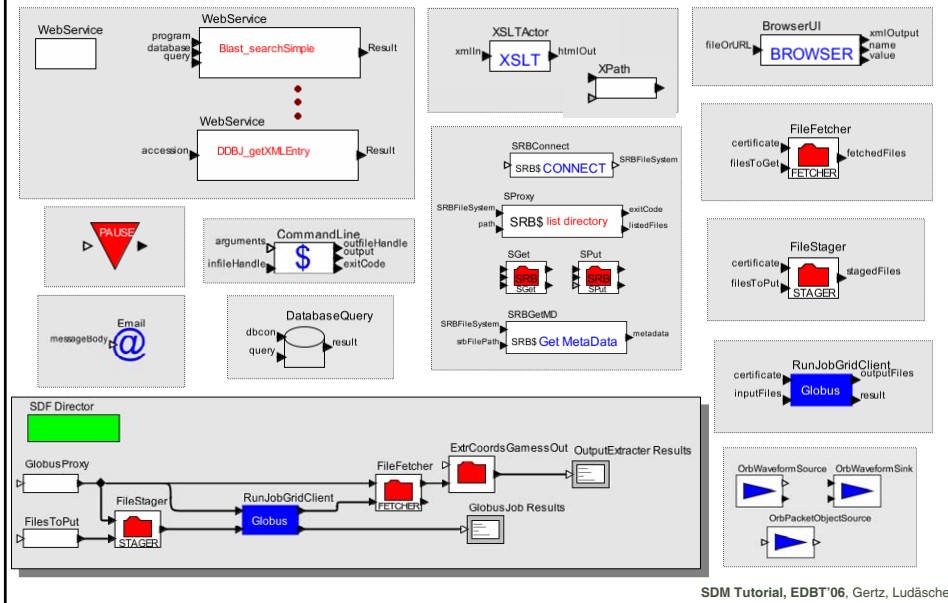 WebService
WebService
program
database
query
Blast_searchSimple
Result
WebService
accession
DDBJ_getXMLEntry
Result
XSLTActor
xmlIn
XSLT
htmlOut
XPath
BrowserUI
fileOrURL
BROWSER
xmlOutput
name
value
SRBConnect
SRB$ CONNECT
SRBFileSystem
SProxy
SRBFileSystem
path
SRB$ list directory
exitCode
listedFiles
SGet
SRB
SGet
SPut
SRB
SPut
SRBGetMD
SRBFileSystem
srbFilePath
SRB$ Get MetaData
metadata
FileFetcher
certificate
filesToGet
FETCHER
fetchedFiles
PAUSE
CommandLine
arguments
infileHandle
$
outfileHandle
output
exitCode
FileStager
certificate
filesToPut
STAGER
stagedFiles
Email
messageBody
@
DatabaseQuery
dbcon
query
result
RunJobGridClient
certificate
inputFiles
Globus
outputFiles
result
SDF Director
GlobusProxy
FilesToPut
FileStager
STAGER
RunJobGridClient
Globus
FileFetcher
FETCHER
ExtrCoordsGamessOut
OutputExtracter Results
GlobusJob Results
OrbWaveformSource
OrbWaveformSink
OrbPacketObjectSource
SDM Tutorial, EDBT'06, Gertz, Ludäsche